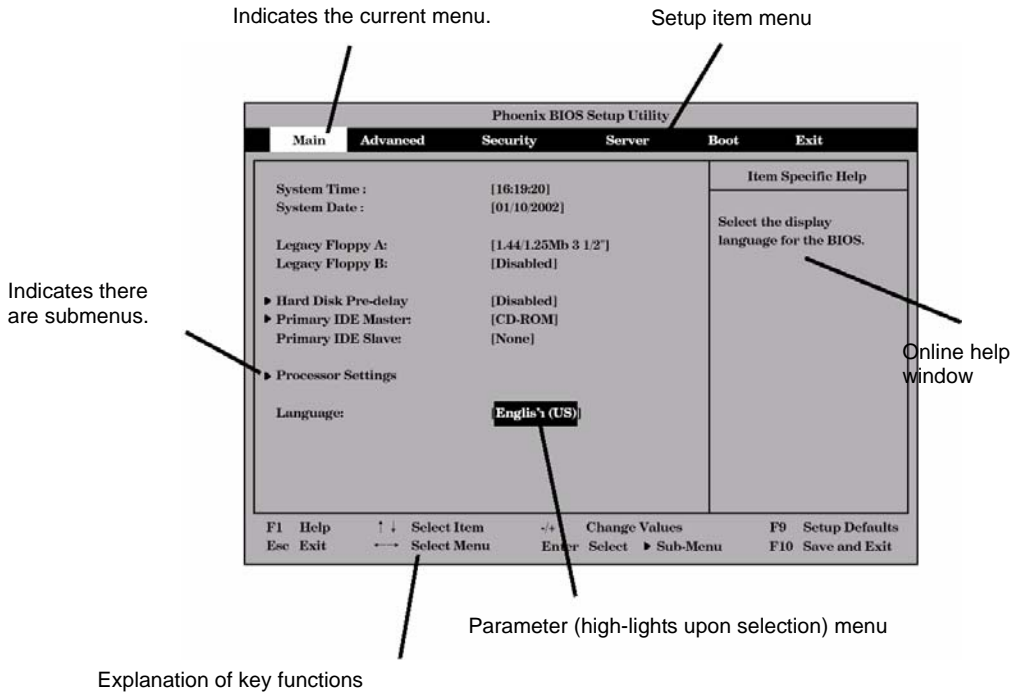 Indicates the current menu.
Setup item menu
Phoenix BIOS Setup Utility
Main Advanced Security Server Boot Exit
System Time : [16:19:20]
System Date : [01/10/2002]
Legacy Floppy A: [1.44/1.25Mb 3 1/2"]
Legacy Floppy B: [Disabled]
▶ Hard Disk Pre-delay [Disabled]
▶ Primary IDE Master: [CD-ROM]
Primary IDE Slave: [None]
▶ Processor Settings
Language: [English (US)]
Item Specific Help
Select the display
language for the BIOS.
Indicates there
are submenus.
Online help
window
F1 Help ↑ ↓ Select Item -/+ Change Values F9 Setup Defaults
Esc Exit ←→ Select Menu Enter Select ▶ Sub-Menu F10 Save and Exit
Parameter (high-lights upon selection) menu
Explanation of key functions